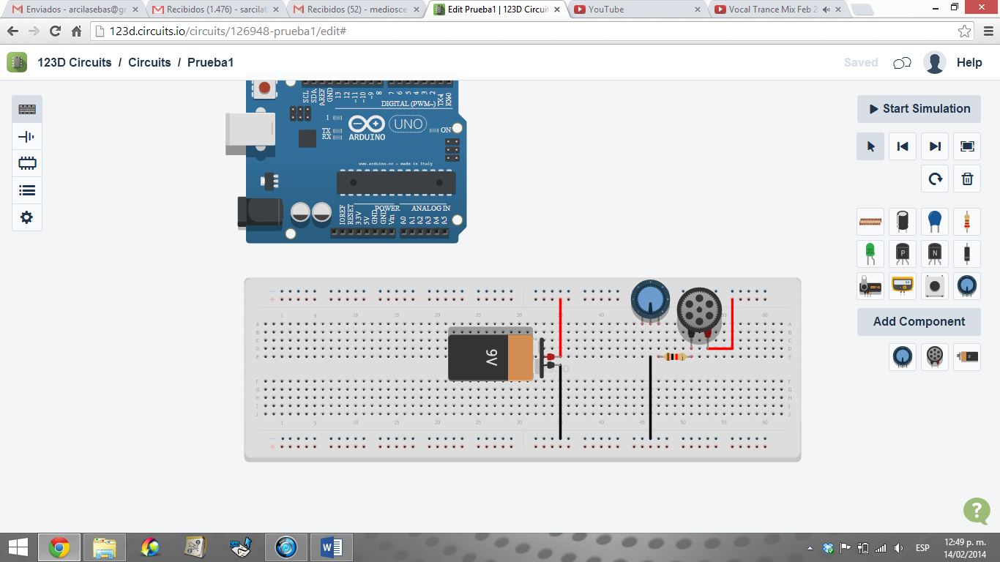 Enviados - arcilasebas@gr
Recibidos (1.476) - sarcilat
Recibidos (52) - mediosce
Edit Prueba1 | 123D Circuit
YouTube
Vocal Trance Mix Feb 2
123d.circuits.io/circuits/126948-prueba1/edit#
123D Circuits / Circuits / Prueba1
Saved
Help
Start Simulation
Add Component
SCL
SDA
AREF
GND
13
12
~11
~10
~9
8
7
~6
~5
4
~3
2
TX→1
RX←0
DIGITAL (PWM~)
1
TX
RX
ARDUINO
UNO
ON
www.arduino.cc - made in Italy
POWER
ANALOG IN
IOREF
RESET
3.3V
5V
GND
GND
Vin
A0
A1
A2
A3
A4
A5
1 5 10 15 20 25 30 40 45 50 55 60
A
B
C
D
E
9V
F
G
H
I
J
1 5 10 15 20 25 30 40 45 50 55 60
P
N
W
ESP
12:49 p. m.
14/02/2014